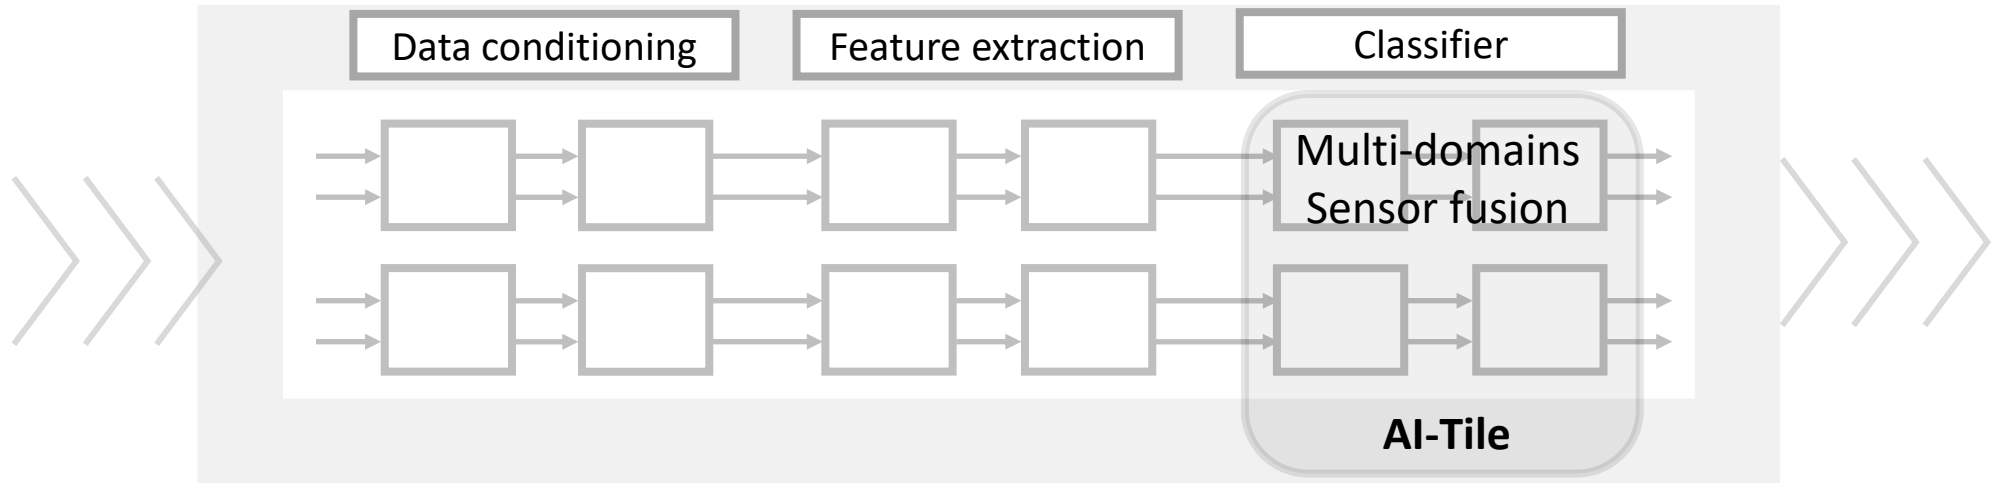 Data conditioning
Feature extraction
Classifier
Multi-domains
Sensor fusion
AI-Tile